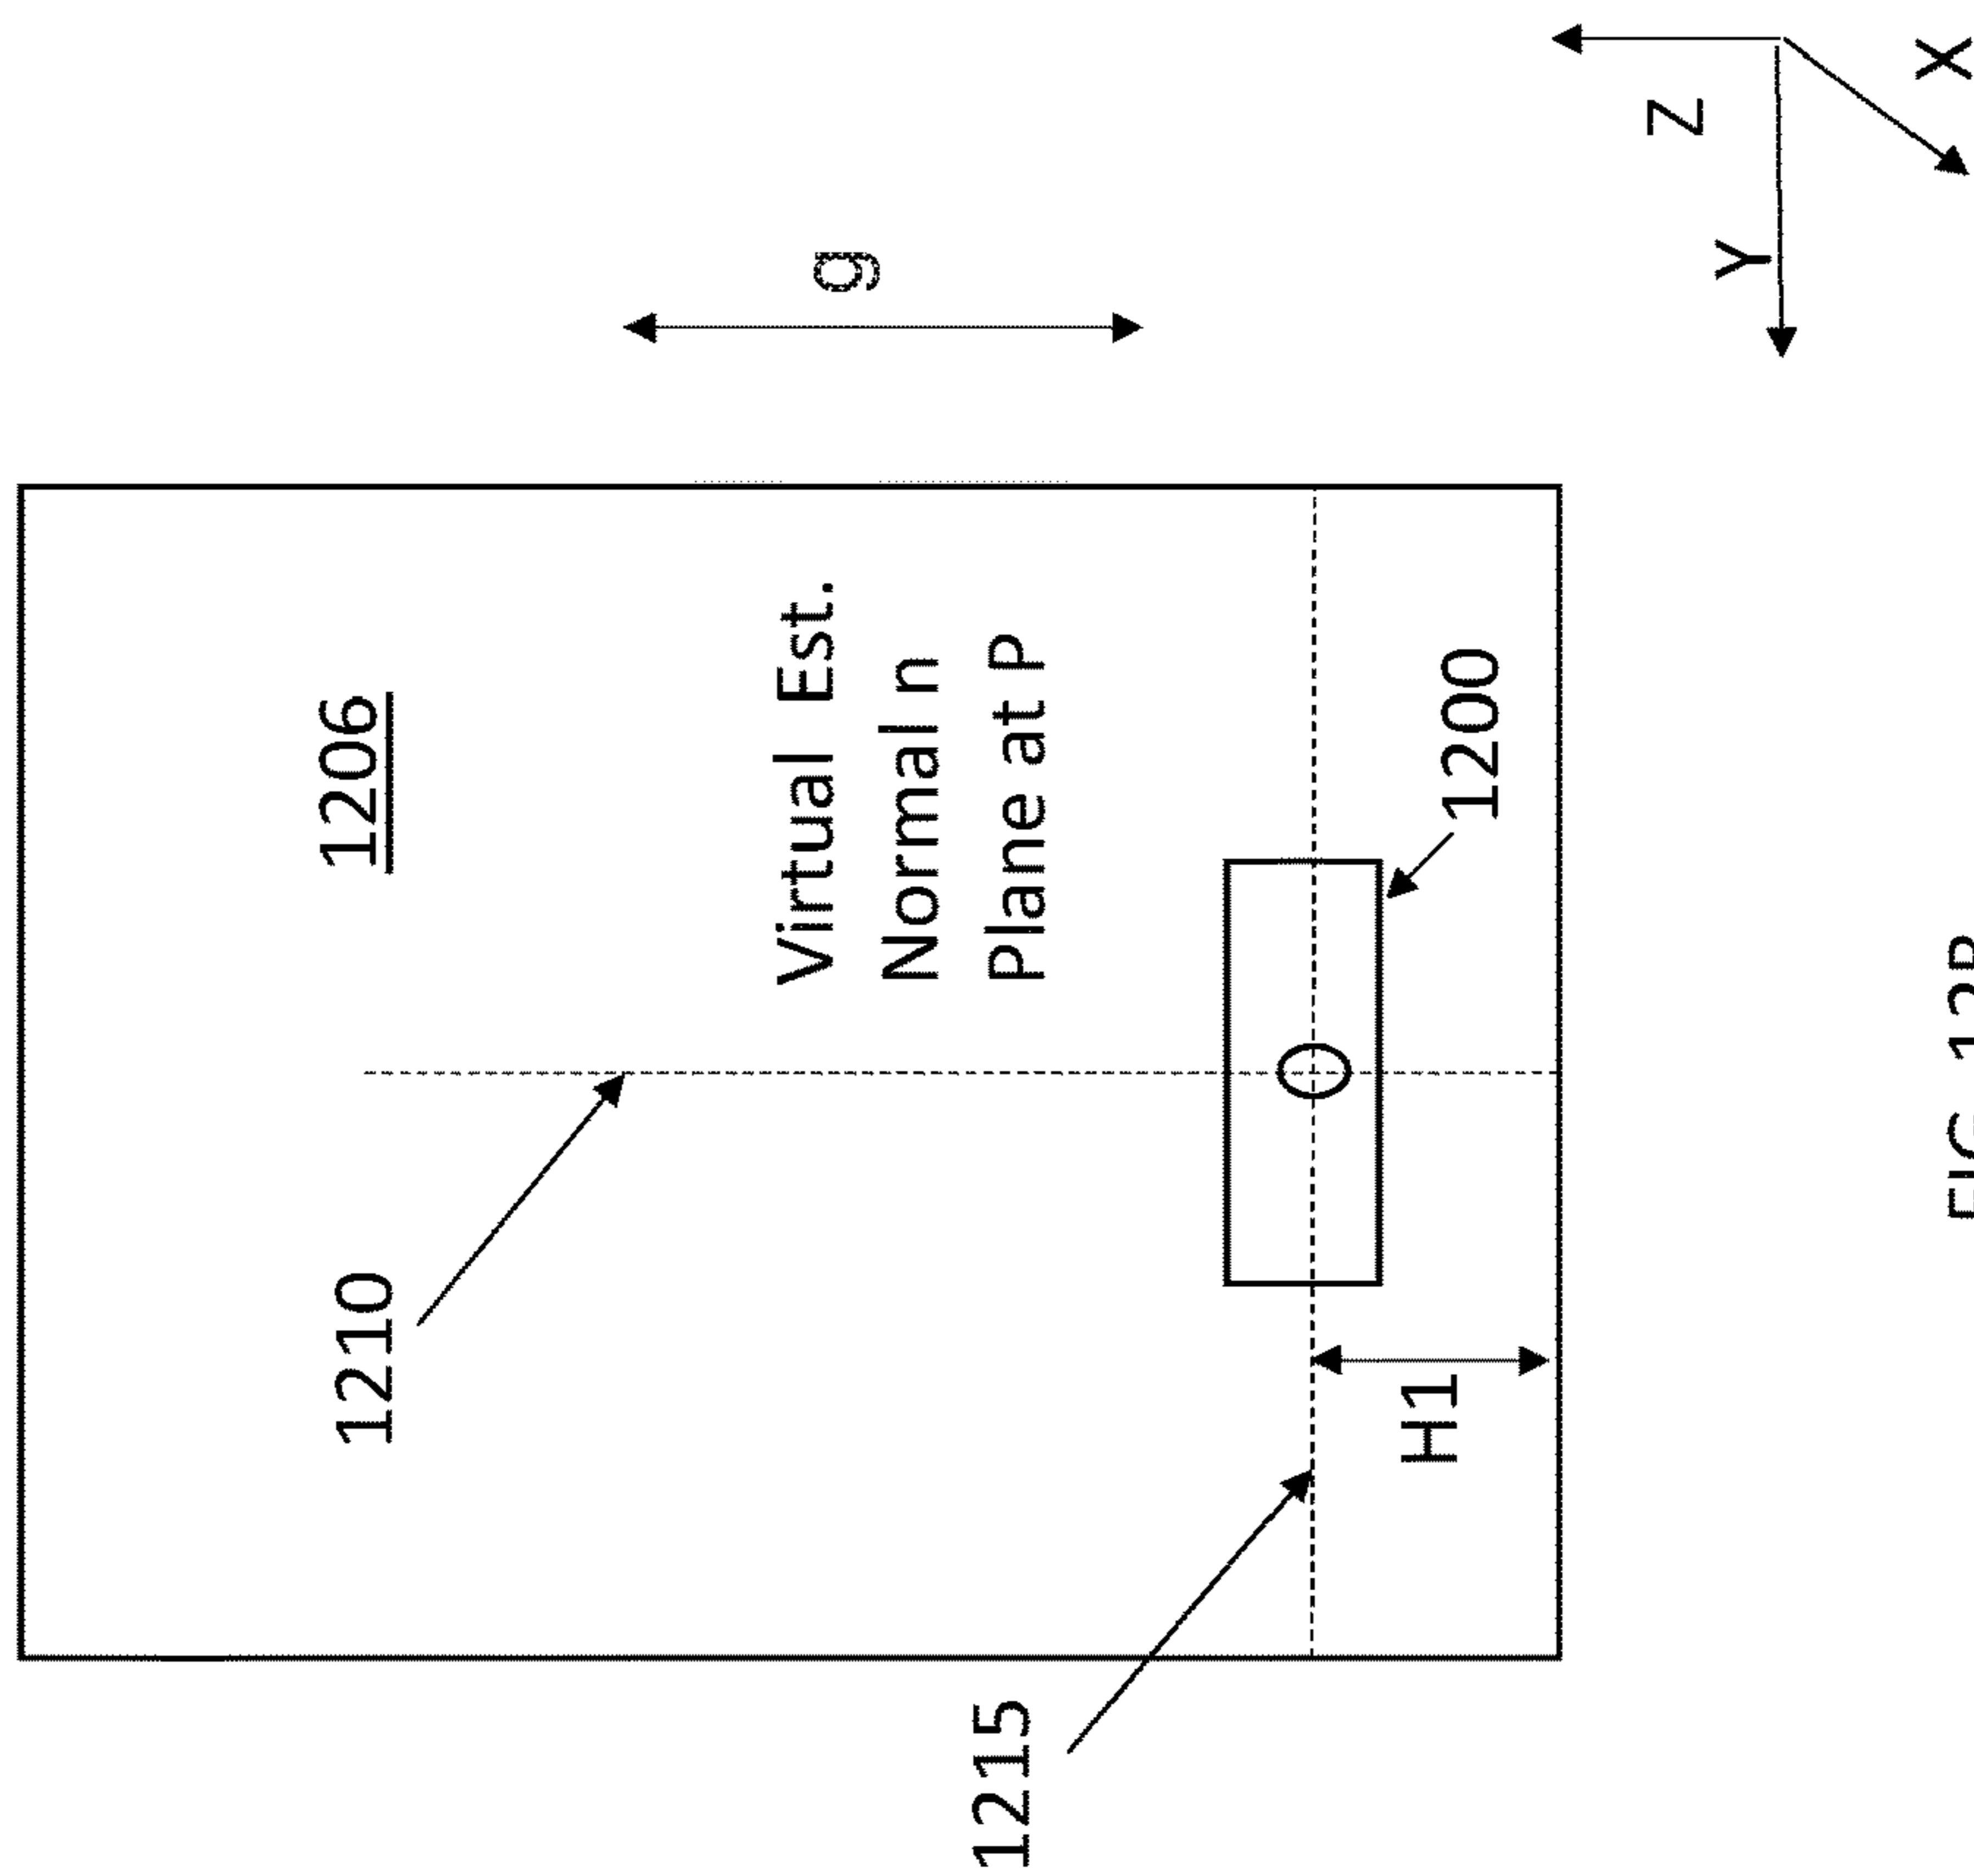 1206
1210
Virtual Est.
Normal n
Plane at P
g
1215
1200
H1
Z
Y
X